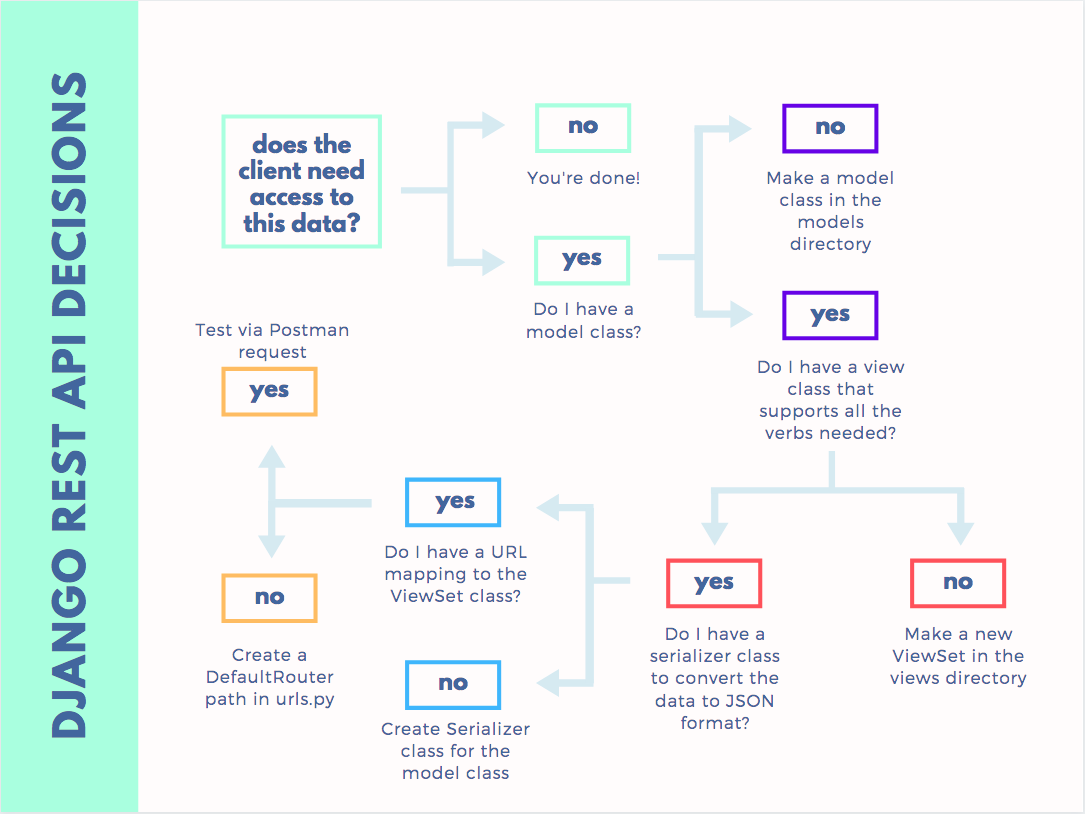 DJANGO REST API DECISIONS
does the
client need
access to
this data?
no
You're done!
yes
Do I have a
model class?
no
Make a model
class in the
models
directory
yes
Do I have a view
class that
supports all the
verbs needed?
yes
Do I have a
serializer class
to convert the
data to JSON
format?
no
Make a new
ViewSet in the
views directory
yes
Do I have a URL
mapping to the
ViewSet class?
no
Create Serializer
class for the
model class
Test via Postman
request
yes
no
Create a
DefaultRouter
path in urls.py